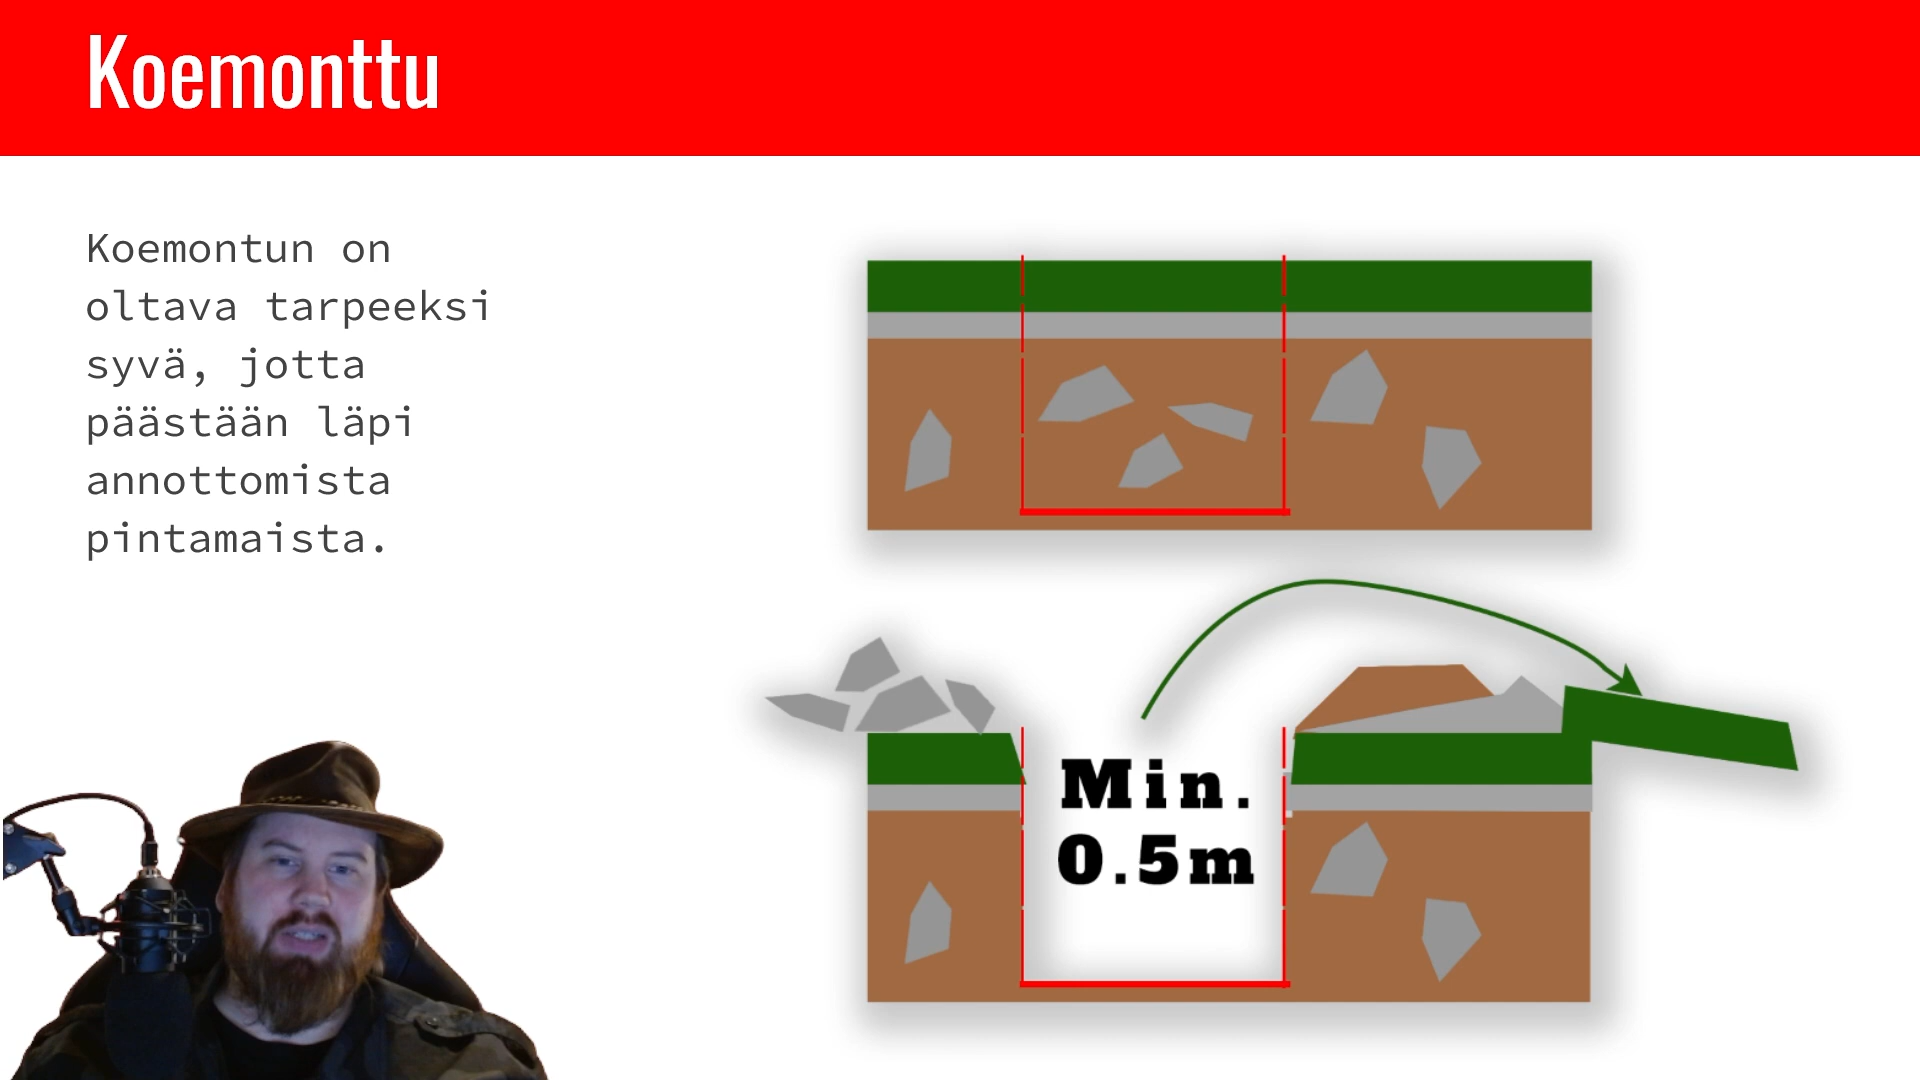 Koemonttu
Koemontun on
oltava tarpeeksi
syvä, jotta
päästään läpi
annottomista
pintamaista.
Min.
0.5m